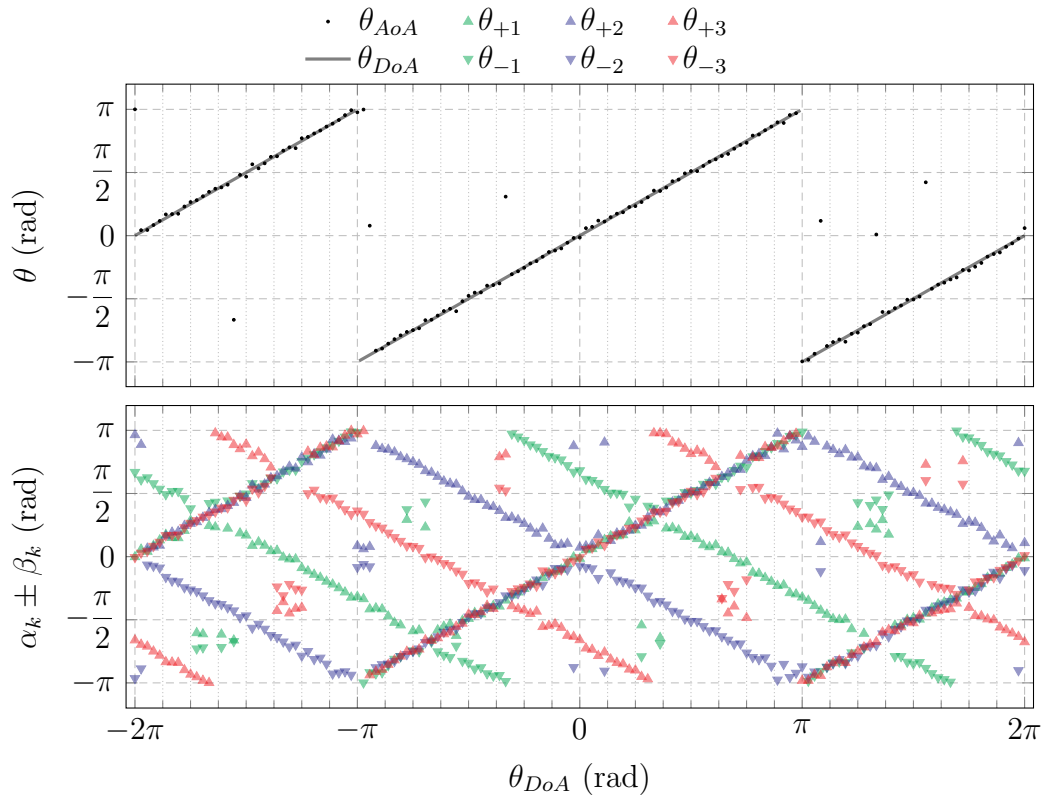 θ_{AoA} θ_{+1} θ_{+2} θ_{+3}
θ_{DoA} θ_{-1} θ_{-2} θ_{-3}
θ (rad)
π
π/2
0
-π/2
-π
α_k ± β_k (rad)
π
π/2
0
-π/2
-π
-2π -π 0 π 2π
θ_{DoA} (rad)